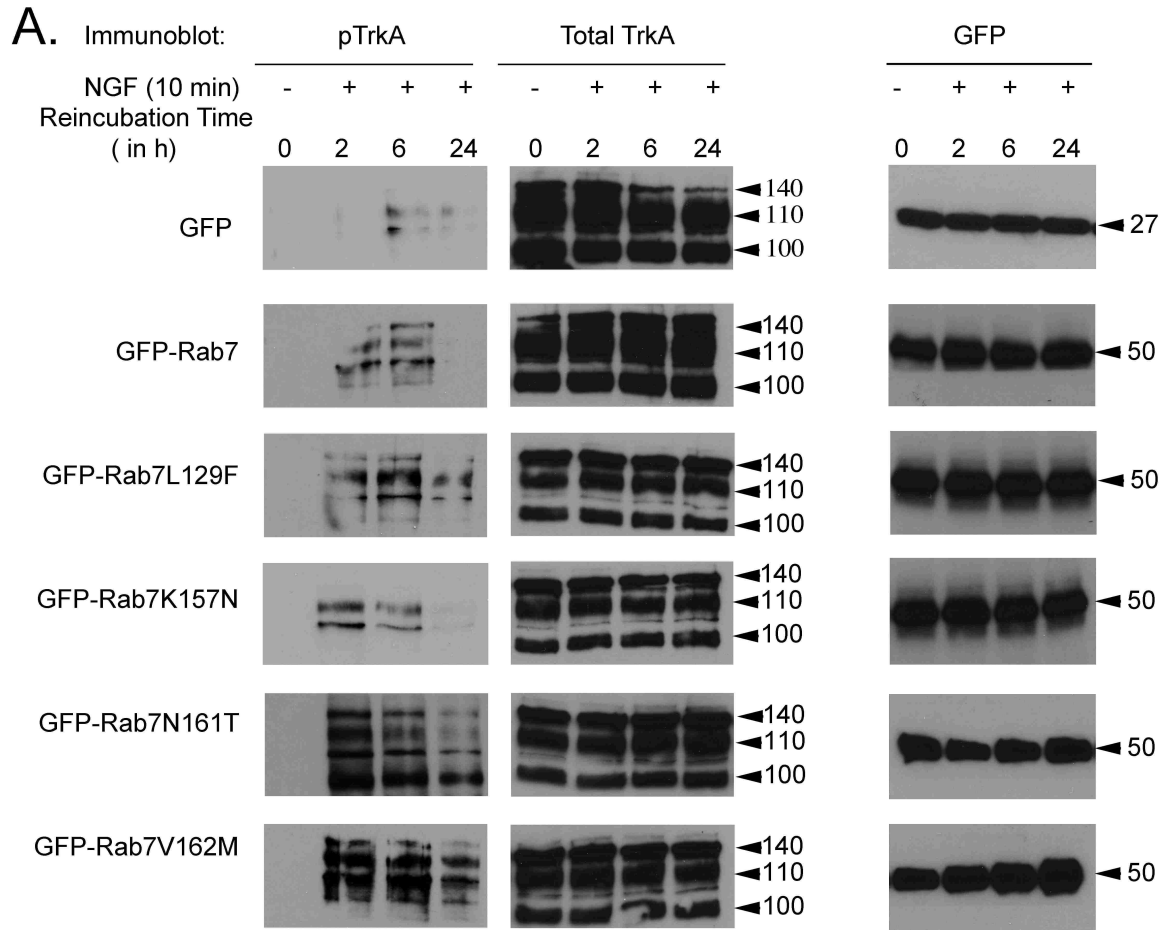 A. Immunoblot: pTrkA Total TrkA GFP
NGF (10 min) - + + + - + + + - + + +
Reincubation Time
( in h) 0 2 6 24 0 2 6 24 0 2 6 24
GFP 140 110 100 27
GFP-Rab7 140 110 100 50
GFP-Rab7L129F 140 110 100 50
GFP-Rab7K157N 140 110 100 50
GFP-Rab7N161T 140 110 100 50
GFP-Rab7V162M 140 110 100 50